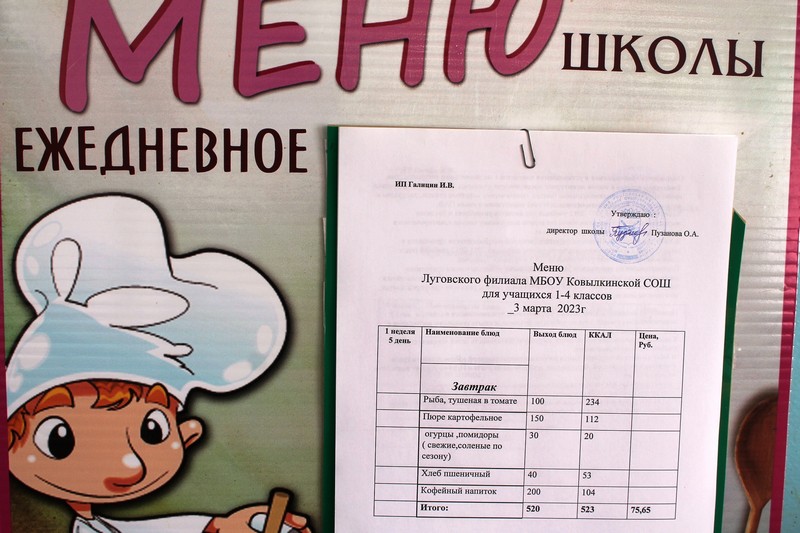 МЕНЮ
ШКОЛЫ
ЕЖЕДНЕВНОЕ
ИП Галицин И.В.
Утверждаю :
директор школы Пузанова О.А.
Меню
Луговского филиала МБОУ Ковылкинской СОШ
для учащихся 1-4 классов
_3 марта 2023г
1 неделя Наименование блюд Выход блюд ККАЛ Цена,
5 день Руб.
Завтрак
Рыба, тушеная в томате 100 234
Пюре картофельное 150 112
огурцы ,помидоры 30 20
( свежие,соленые по
сезону)
Хлеб пшеничный 40 53
Кофейный напиток 200 104
Итого: 520 523 75,65